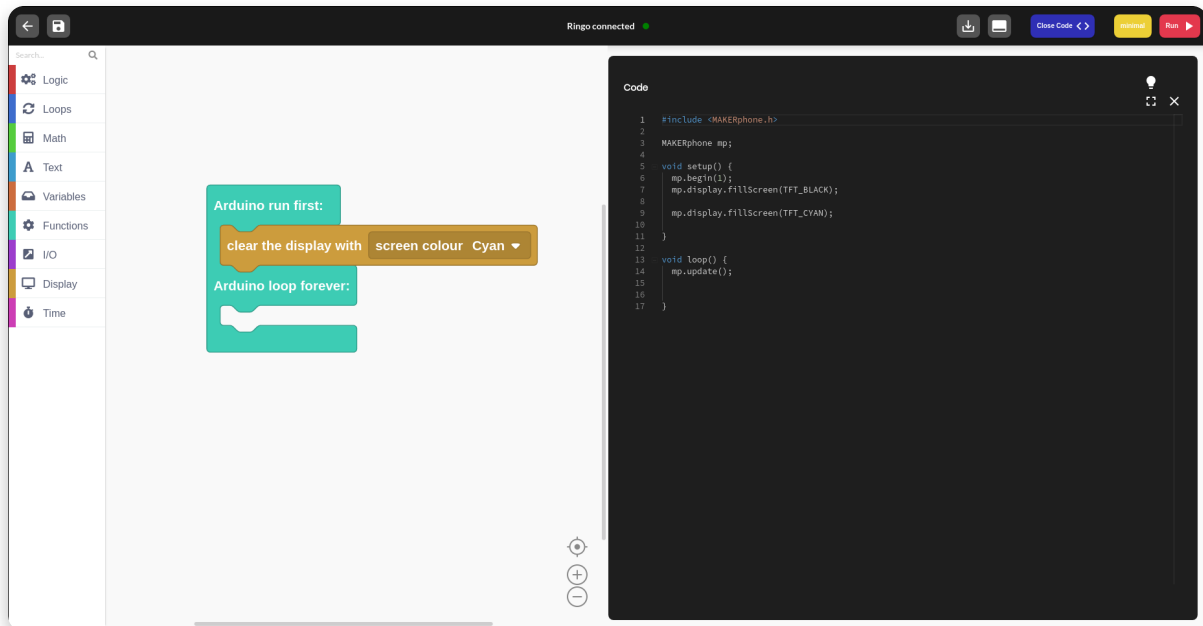 Ringo connected
Close Code
minimal
Run
Search...
Logic
Loops
Math
Text
Variables
Functions
I/O
Display
Time
Arduino run first:
clear the display with screen colour Cyan
Arduino loop forever:
Code
1 #include <MAKERphone.h>
2
3 MAKERphone mp;
4
5 void setup() {
6 mp.begin(1);
7 mp.display.fillScreen(TFT_BLACK);
8
9 mp.display.fillScreen(TFT_CYAN);
10
11 }
12
13 void loop() {
14 mp.update();
15
16
17 }